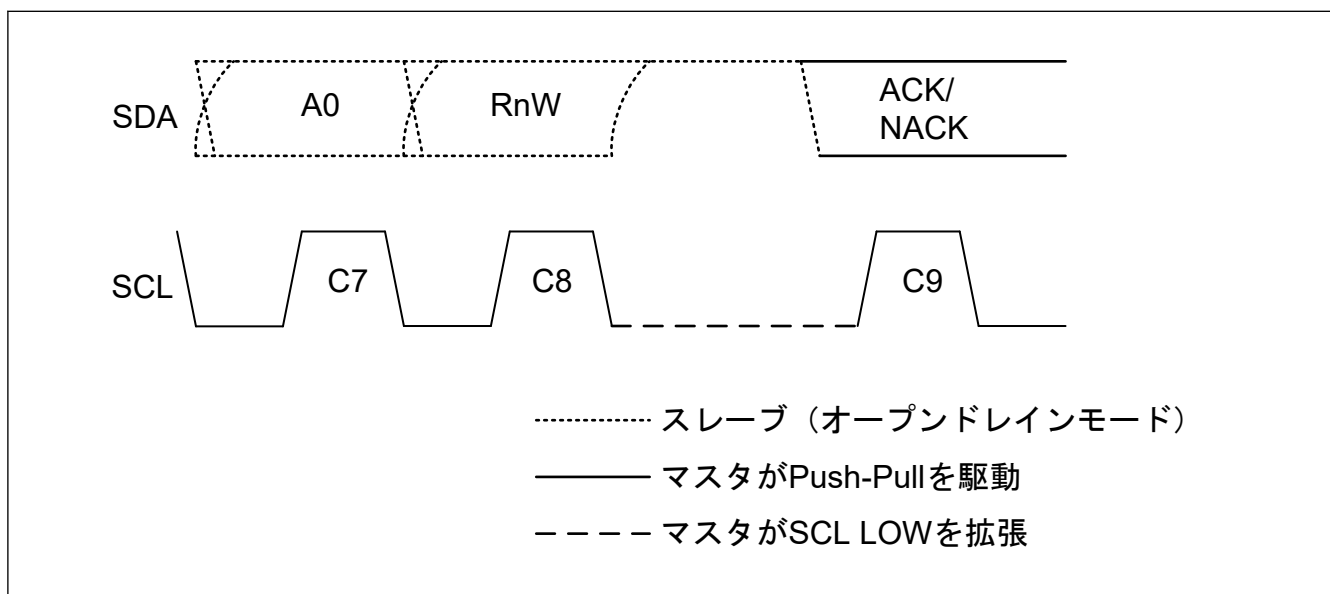 SDA
A0
RnW
ACK/
NACK
SCL
C7
C8
C9
スレーブ（オープンドレインモード）
マスタがPush-Pullを駆動
マスタがSCL LOWを拡張